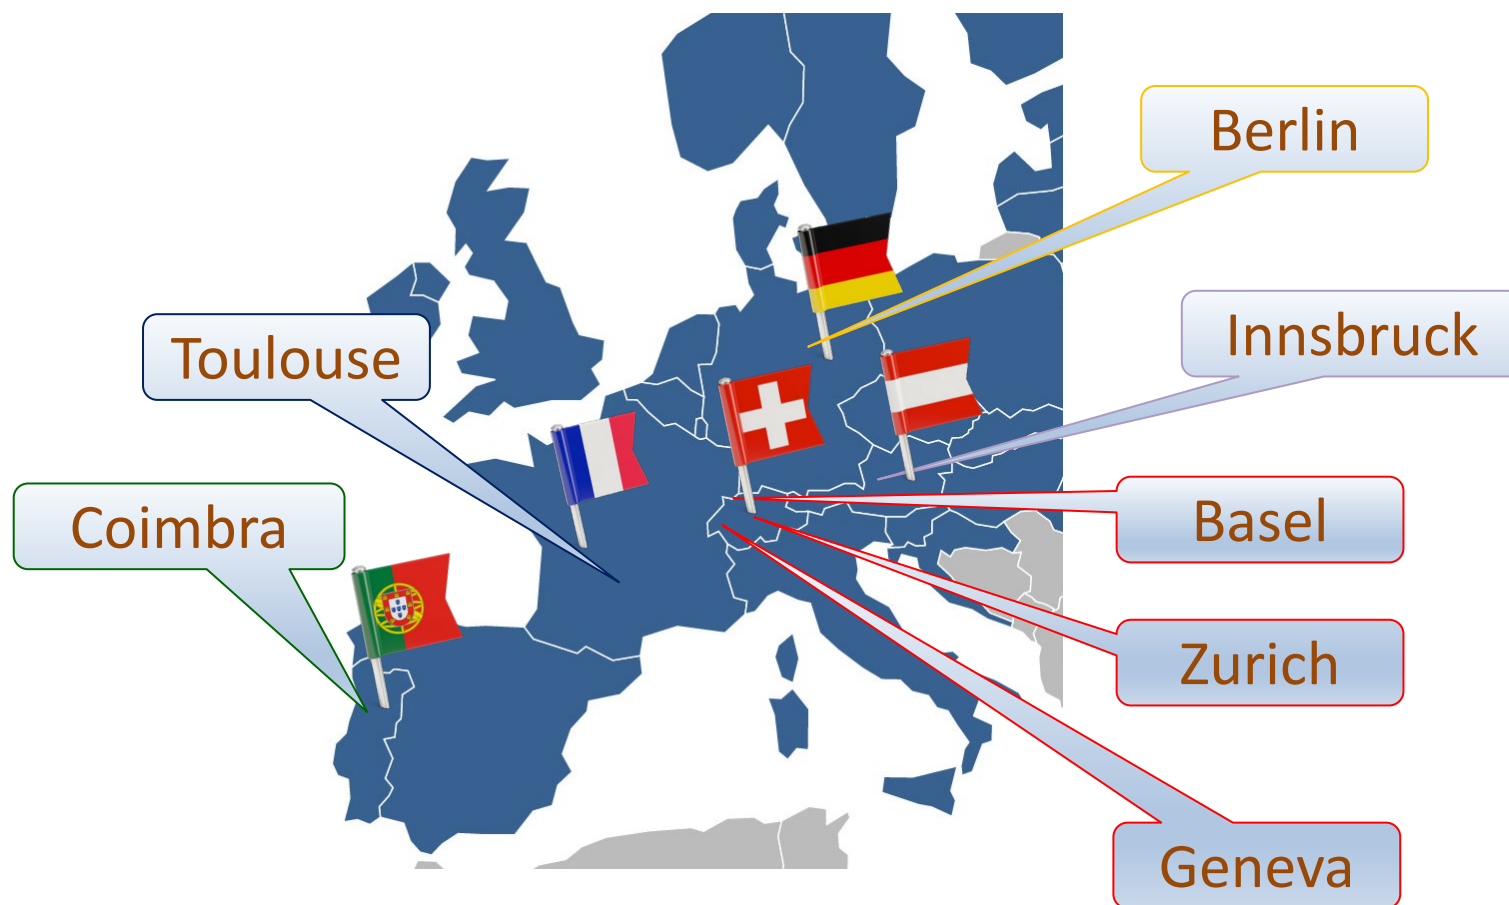 Berlin
Innsbruck
Toulouse
Coimbra
Basel
Zurich
Geneva